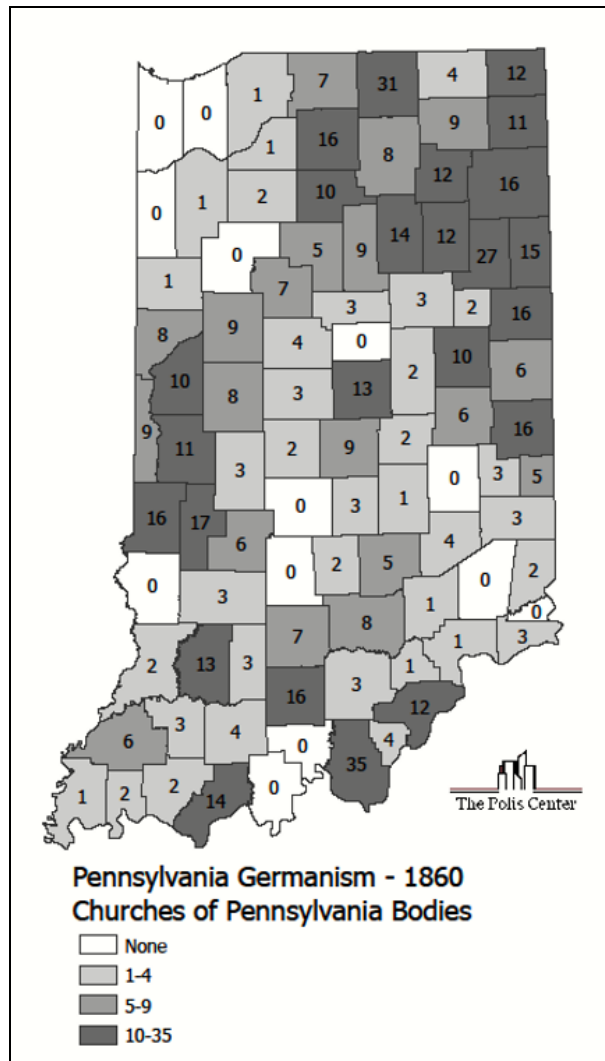 7 31 4 12
0 0 1
9 11
1 16 8
12 16
0 1 2 10
14 12
0 5 9 27 15
1 7
3 3 2 16
8 9 4 0
10 2 10 6
8 3 13
9 2 9 2 6 16
11 3
0 3 5
16 17 0 3 1
3
6 4
0 0 2 5 0 2
3
1 0
7 8
2 13 3 1 3
16 3 1
12
3 4
6 0 4
35
1 2 2 14 0
The Polis Center
Pennsylvania Germanism - 1860
Churches of Pennsylvania Bodies
None
1-4
5-9
10-35